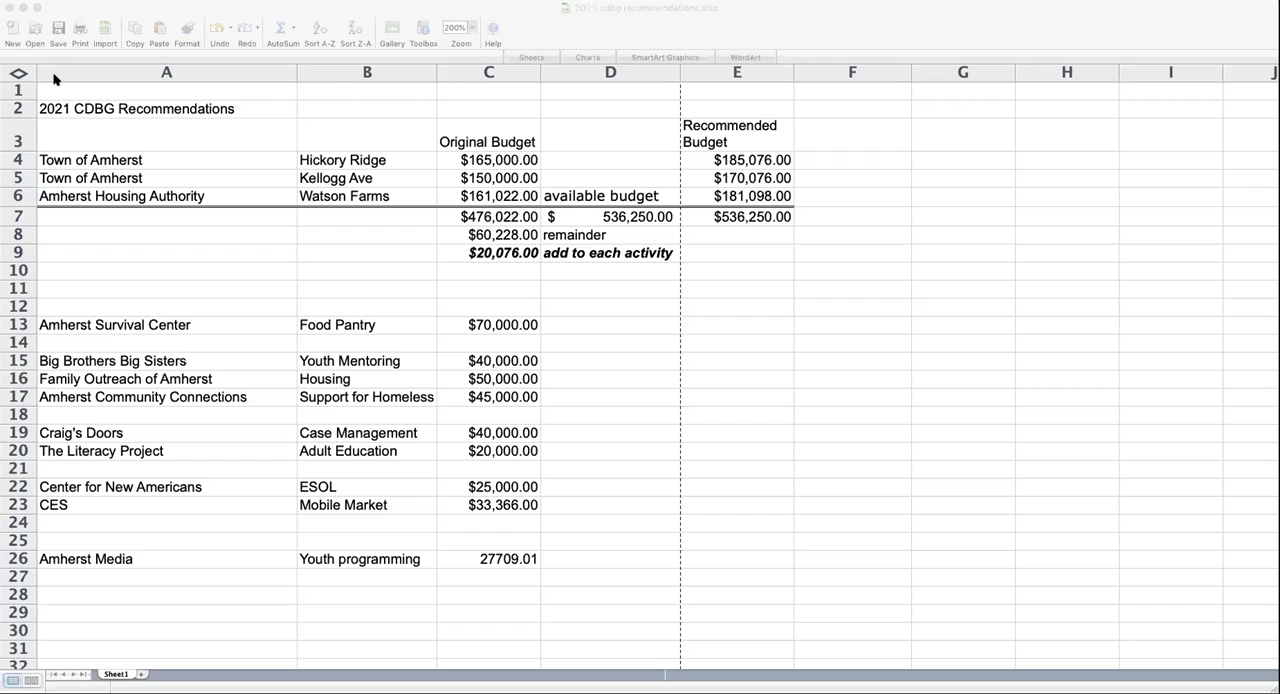 2021 cdbg recommendations.xlsx
New Open Save Print Import Copy Paste Format Undo Redo AutoSum Sort A-Z Sort Z-A Gallery Toolbox 200% Zoom Help
Sheets Charts SmartArt Graphics WordArt
A B C D E F G H I J
1
2 2021 CDBG Recommendations
3 Original Budget Recommended Budget
4 Town of Amherst Hickory Ridge $165,000.00 $185,076.00
5 Town of Amherst Kellogg Ave $150,000.00 $170,076.00
6 Amherst Housing Authority Watson Farms $161,022.00 available budget $181,098.00
7 $476,022.00 $ 536,250.00 $536,250.00
8 $60,228.00 remainder
9 $20,076.00 add to each activity
10
11
12
13 Amherst Survival Center Food Pantry $70,000.00
14
15 Big Brothers Big Sisters Youth Mentoring $40,000.00
16 Family Outreach of Amherst Housing $50,000.00
17 Amherst Community Connections Support for Homeless $45,000.00
18
19 Craig's Doors Case Management $40,000.00
20 The Literacy Project Adult Education $20,000.00
21
22 Center for New Americans ESOL $25,000.00
23 CES Mobile Market $33,366.00
24
25
26 Amherst Media Youth programming 27709.01
27
28
29
30
31
32
Sheet1